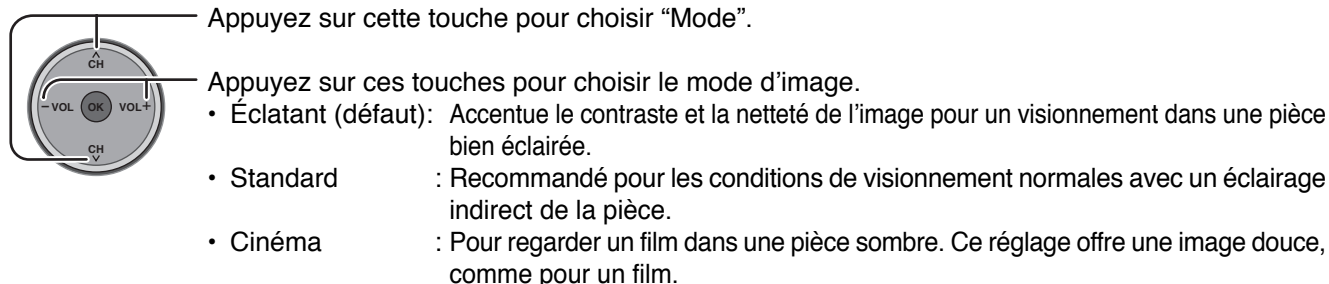 Appuyez sur cette touche pour choisir “Mode”.
CH
Appuyez sur ces touches pour choisir le mode d’image.
– VOL OK VOL +
• Éclatant (défaut): Accentue le contraste et la netteté de l’image pour un visionnement dans une pièce
bien éclairée.
CH
• Standard : Recommandé pour les conditions de visionnement normales avec un éclairage
indirect de la pièce.
• Cinéma : Pour regarder un film dans une pièce sombre. Ce réglage offre une image douce,
comme pour un film.